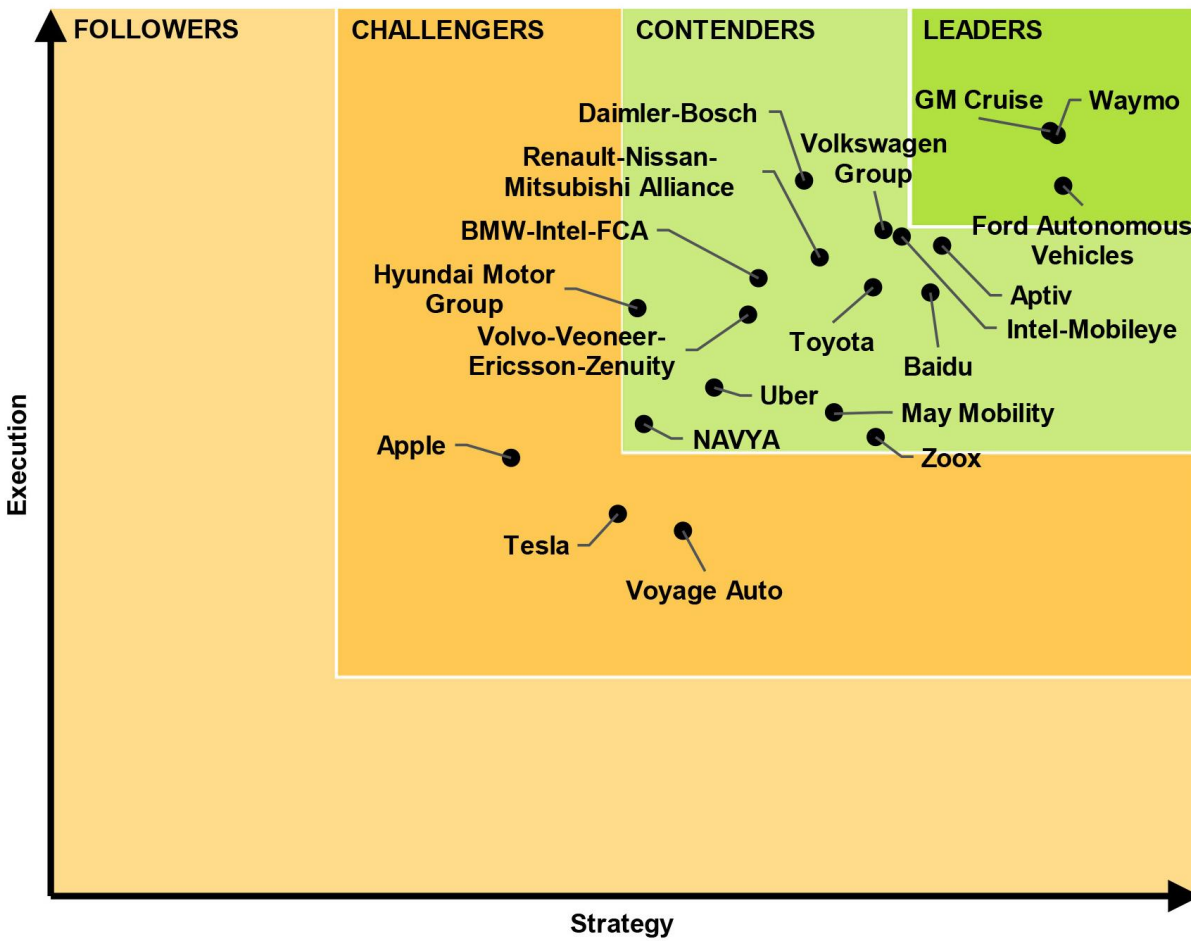 FOLLOWERS
CHALLENGERS
CONTENDERS
LEADERS
GM Cruise
Waymo
Daimler-Bosch
Volkswagen
Group
Renault-Nissan-
Mitsubishi Alliance
Ford Autonomous
Vehicles
BMW-Intel-FCA
Hyundai Motor
Group
Aptiv
Intel-Mobileye
Volvo-Veoneer-
Ericsson-Zenuity
Toyota
Baidu
Uber
May Mobility
NAVYA
Zoox
Apple
Tesla
Voyage Auto
Execution
Strategy